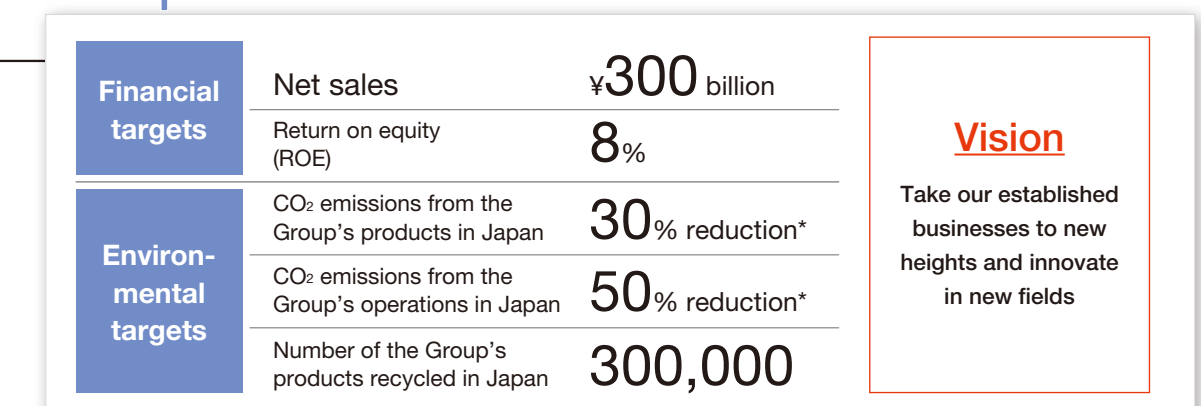 Financial
targets
Net sales
¥300 billion
Return on equity
(ROE)
8%
Environ-
mental
targets
CO₂ emissions from the
Group's products in Japan
30% reduction*
CO₂ emissions from the
Group's operations in Japan
50% reduction*
Number of the Group's
products recycled in Japan
300,000
Vision
Take our established
businesses to new
heights and innovate
in new fields